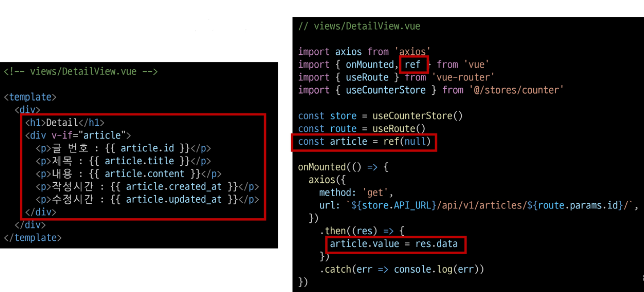 <!-- views/DetailView.vue -->
<template>
<div>
<h1>Detail</h1>
<div v-if="article">
<p>글 번호 : {{ article.id }}</p>
<p>제목 : {{ article.title }}</p>
<p>내용 : {{ article.content }}</p>
<p>작성시간 : {{ article.created_at }}</p>
<p>수정시간 : {{ article.updated_at }}</p>
</div>
</div>
</template>
// views/DetailView.vue
import axios from 'axios'
import { onMounted, ref } from 'vue'
import { useRoute } from 'vue-router'
import { useCounterStore } from '@/stores/counter'
const store = useCounterStore()
const route = useRoute()
const article = ref(null)
onMounted(() => {
axios({
method: 'get',
url: `${store.API_URL}/api/v1/articles/${route.params.id}/`,
})
.then((res) => {
article.value = res.data
})
.catch(err => console.log(err))
})